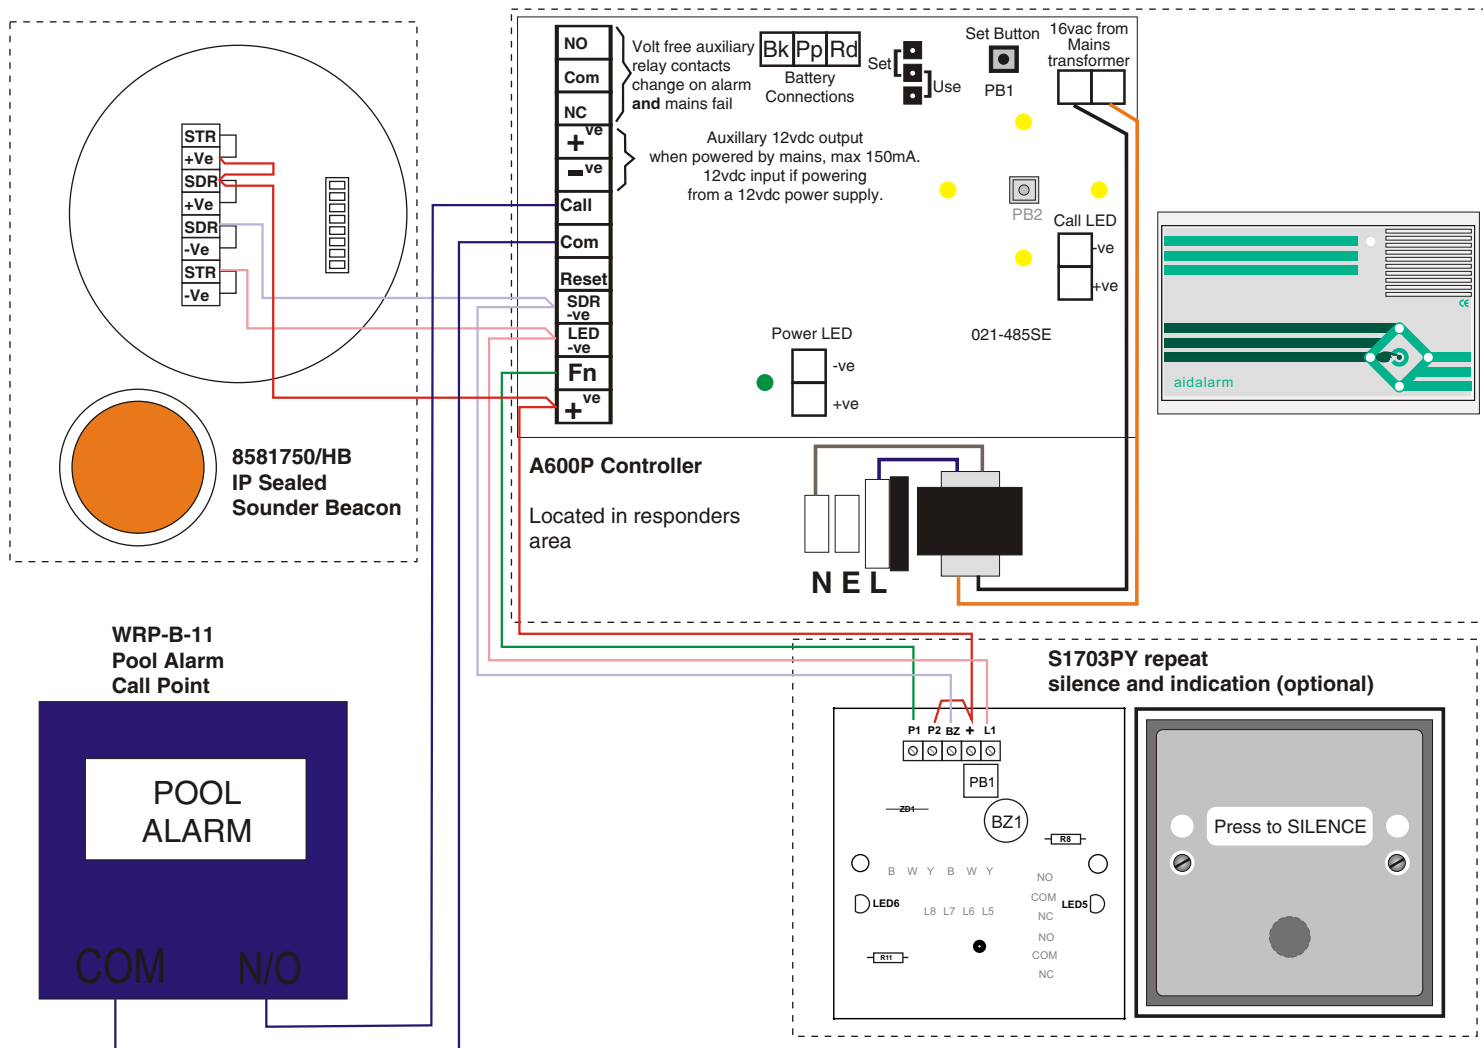 STR
+Ve
SDR
+Ve
SDR
-Ve
STR
-Ve
8581750/HB
IP Sealed
Sounder Beacon
NO
Com
NC
+ve
-ve
Call
Com
Reset
SDR
-ve
LED
-ve
Fn
+ve
Volt free auxiliary
relay contacts
change on alarm
and mains fail
Bk Pp Rd
Battery
Connections
Set
Use
Set Button
PB1
16vac from
Mains
transformer
Auxillary 12vdc output
when powered by mains, max 150mA.
12vdc input if powering
from a 12vdc power supply.
PB2
Call LED
-ve
+ve
021-485SE
Power LED
-ve
+ve
CE
aidalarm
A600P Controller
Located in responders
area
N E L
WRP-B-11
Pool Alarm
Call Point
POOL
ALARM
COM N/O
S1703PY repeat
silence and indication (optional)
P1 P2 BZ + L1
PB1
ZD1
BZ1
R8
B W Y B W Y
LED6
L8 L7 L6 L5
LED5
NO
COM
NC
NO
COM
NC
R11
Press to SILENCE